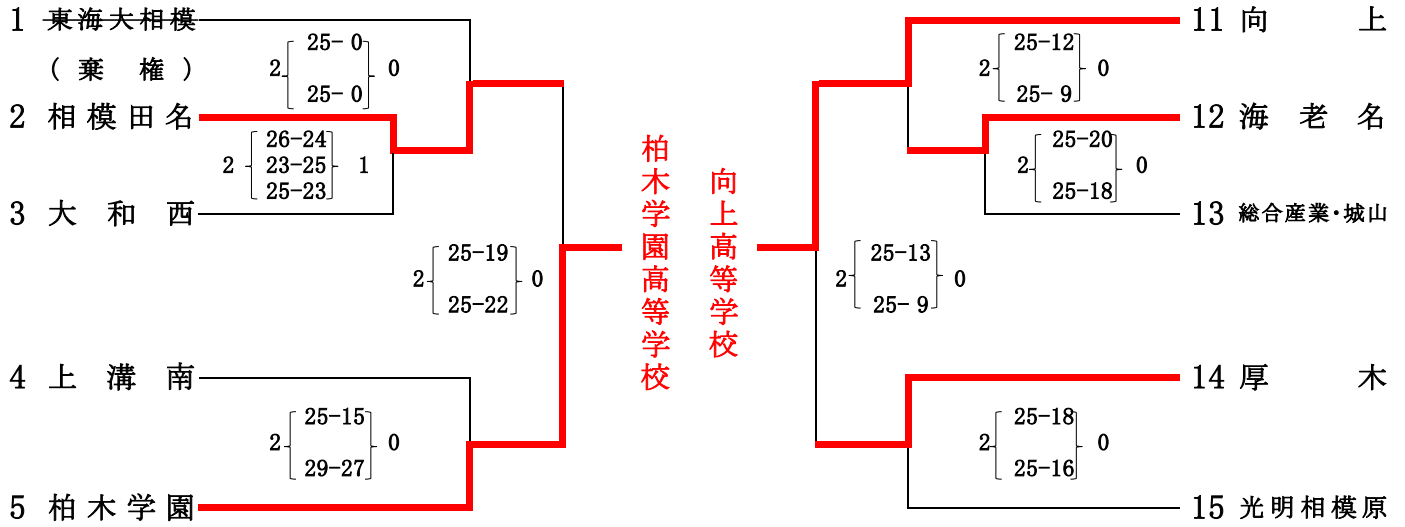 1 東海大相模
(棄権)
2 25-0 0
25-0
2 相模田名
2 26-24 1
23-25
25-23
3 大和西
2 25-19 0
25-22
4 上溝南
2 25-15 0
29-27
5 柏木学園
柏木学園高等学校
向上高等学校
11 向上
2 25-12 0
25-9
12 海老名
2 25-20 0
25-18
13 総合産業・城山
2 25-13 0
25-9
14 厚木
2 25-18 0
25-16
15 光明相模原